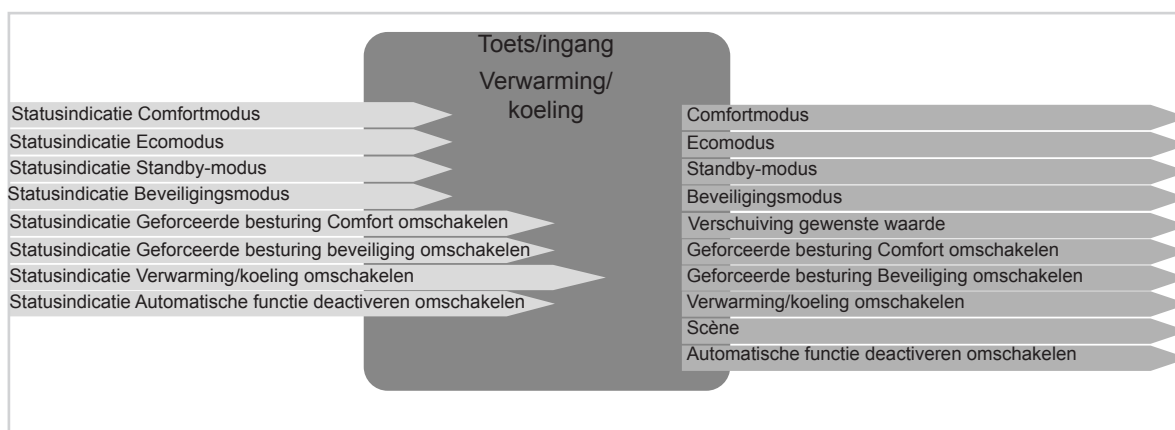 Toets/ingang
Verwarming/
koeling
Statusindicatie Comfortmodus
Statusindicatie Ecomodus
Statusindicatie Standby-modus
Statusindicatie Beveiligingsmodus
Statusindicatie Geforceerde besturing Comfort omschakelen
Statusindicatie Geforceerde besturing beveiliging omschakelen
Statusindicatie Verwarming/koeling omschakelen
Statusindicatie Automatische functie deactiveren omschakelen
Comfortmodus
Ecomodus
Standby-modus
Beveiligingsmodus
Verschuiving gewenste waarde
Geforceerde besturing Comfort omschakelen
Geforceerde besturing Beveiliging omschakelen
Verwarming/koeling omschakelen
Scène
Automatische functie deactiveren omschakelen